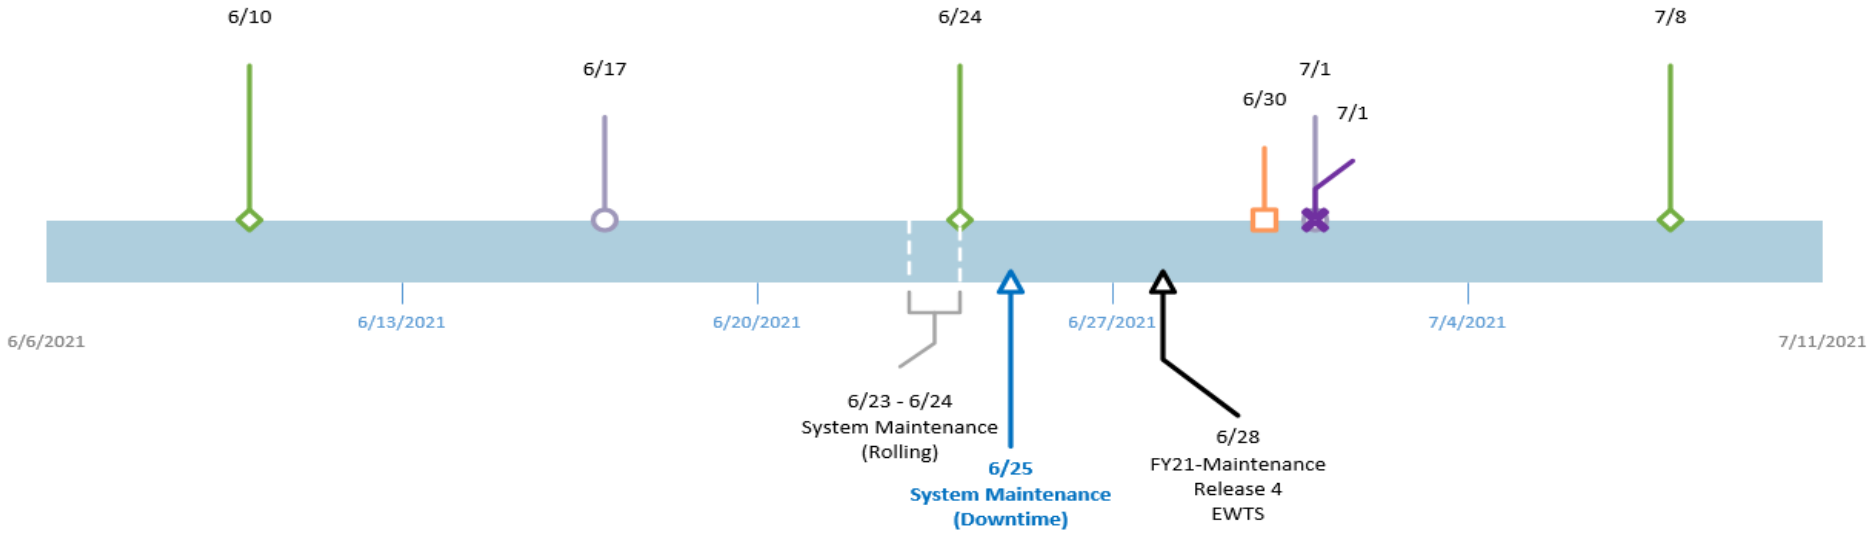 6/10
6/24
7/8
6/17
7/1
6/30
7/1
6/13/2021
6/20/2021
6/27/2021
7/4/2021
6/6/2021
7/11/2021
6/23 - 6/24
System Maintenance
(Rolling)
6/25
System Maintenance
(Downtime)
6/28
FY21-Maintenance
Release 4
EWTS